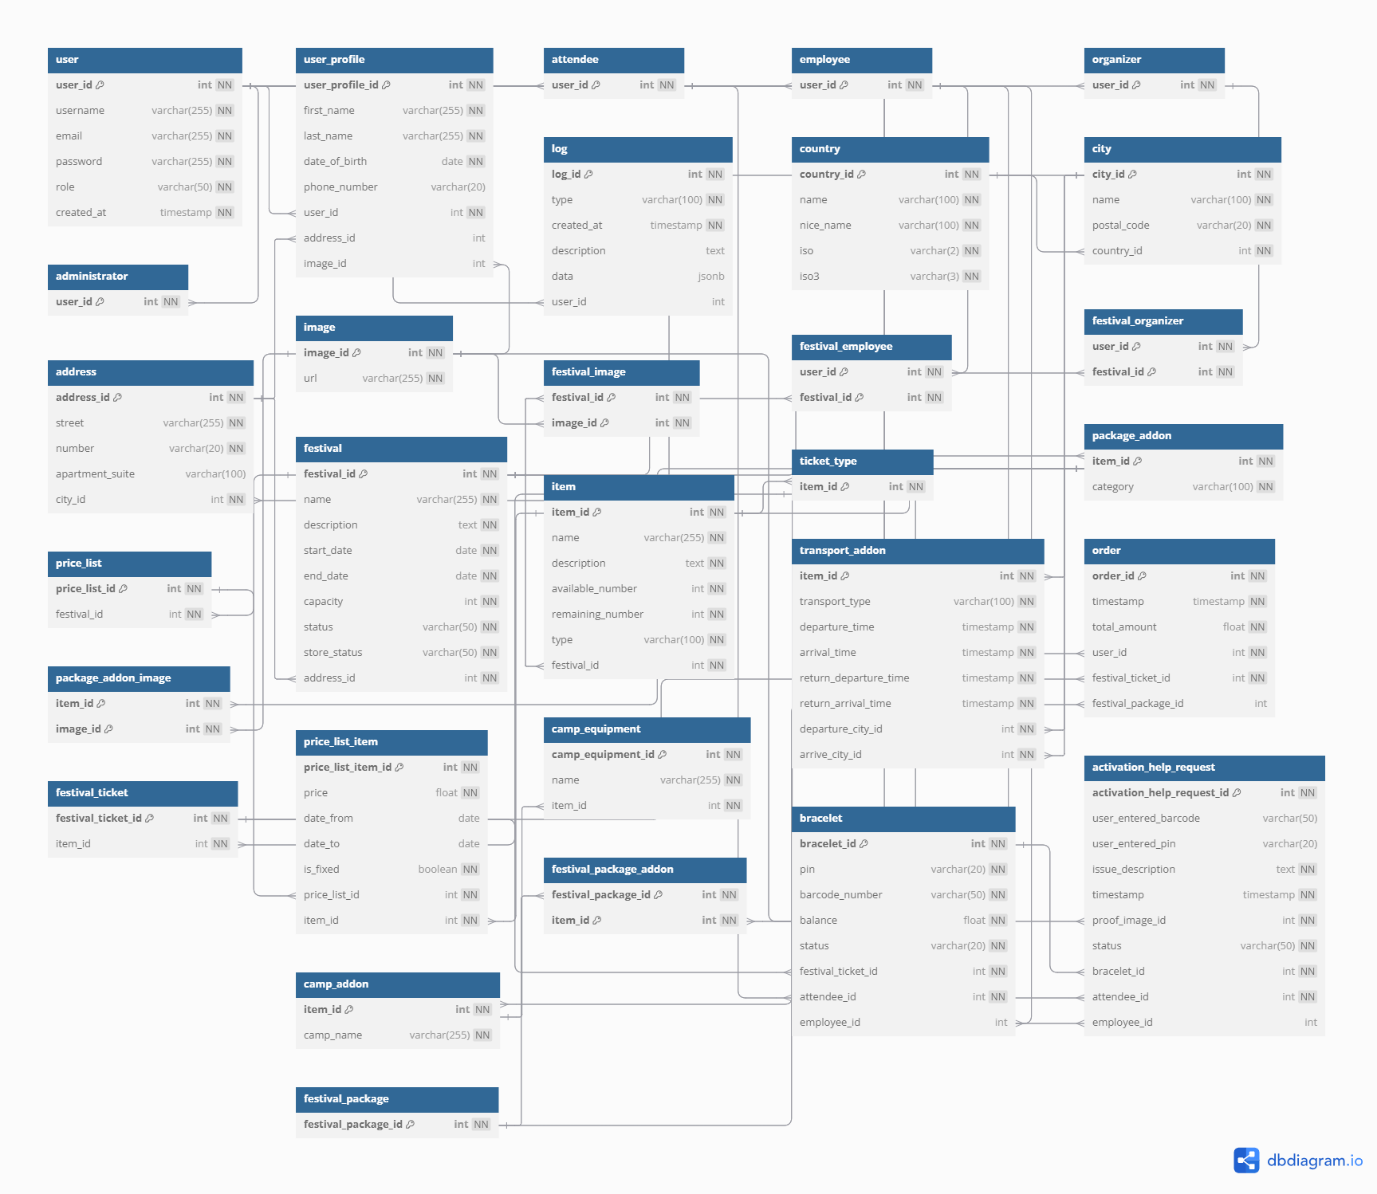 user
user_id int NN
username varchar(255) NN
email varchar(255) NN
password varchar(255) NN
role varchar(50) NN
created_at timestamp NN
administrator
user_id int NN
address
address_id int NN
street varchar(255) NN
number varchar(20) NN
apartment_suite varchar(100)
city_id int NN
price_list
price_list_id int NN
festival_id int NN
package_addon_image
item_id int NN
image_id int NN
festival_ticket
festival_ticket_id int NN
item_id int NN
user_profile
user_profile_id int NN
first_name varchar(255) NN
last_name varchar(255) NN
date_of_birth date NN
phone_number varchar(20)
user_id int NN
address_id int
image_id int
image
image_id int NN
url varchar(255) NN
festival
festival_id int NN
name varchar(255) NN
description text NN
start_date date NN
end_date date NN
capacity int NN
status varchar(50) NN
store_status varchar(50) NN
address_id int NN
price_list_item
price_list_item_id int NN
price float NN
date_from date
date_to date
is_fixed boolean NN
price_list_id int NN
item_id int NN
camp_addon
item_id int NN
camp_name varchar(255) NN
festival_package
festival_package_id int NN
attendee
user_id int NN
log
log_id int NN
type varchar(100) NN
created_at timestamp NN
description text
data jsonb
user_id int
festival_image
festival_id int NN
image_id int NN
item
item_id int NN
name varchar(255) NN
description text NN
available_number int NN
remaining_number int NN
type varchar(100) NN
festival_id int NN
camp_equipment
camp_equipment_id int NN
name varchar(255) NN
item_id int NN
festival_package_addon
festival_package_id int NN
item_id int NN
employee
user_id int NN
country
country_id int NN
name varchar(100) NN
nice_name varchar(100) NN
iso varchar(2) NN
iso3 varchar(3) NN
festival_employee
user_id int NN
festival_id int NN
ticket_type
item_id int NN
transport_addon
item_id int NN
transport_type varchar(100) NN
departure_time timestamp NN
arrival_time timestamp NN
return_departure_time timestamp NN
return_arrival_time timestamp NN
departure_city_id int NN
arrive_city_id int NN
bracelet
bracelet_id int NN
pin varchar(20) NN
barcode_number varchar(50) NN
balance float NN
status varchar(20) NN
festival_ticket_id int NN
attendee_id int NN
employee_id int
organizer
user_id int NN
city
city_id int NN
name varchar(100) NN
postal_code varchar(20) NN
country_id int NN
festival_organizer
user_id int NN
festival_id int NN
package_addon
item_id int NN
category varchar(100) NN
order
order_id int NN
timestamp timestamp NN
total_amount float NN
user_id int NN
festival_ticket_id int NN
festival_package_id int
activation_help_request
activation_help_request_id int NN
user_entered_barcode varchar(50)
user_entered_pin varchar(20)
issue_description text NN
timestamp timestamp NN
proof_image_id int NN
status varchar(50) NN
bracelet_id int NN
attendee_id int NN
employee_id int
dbdiagram.io